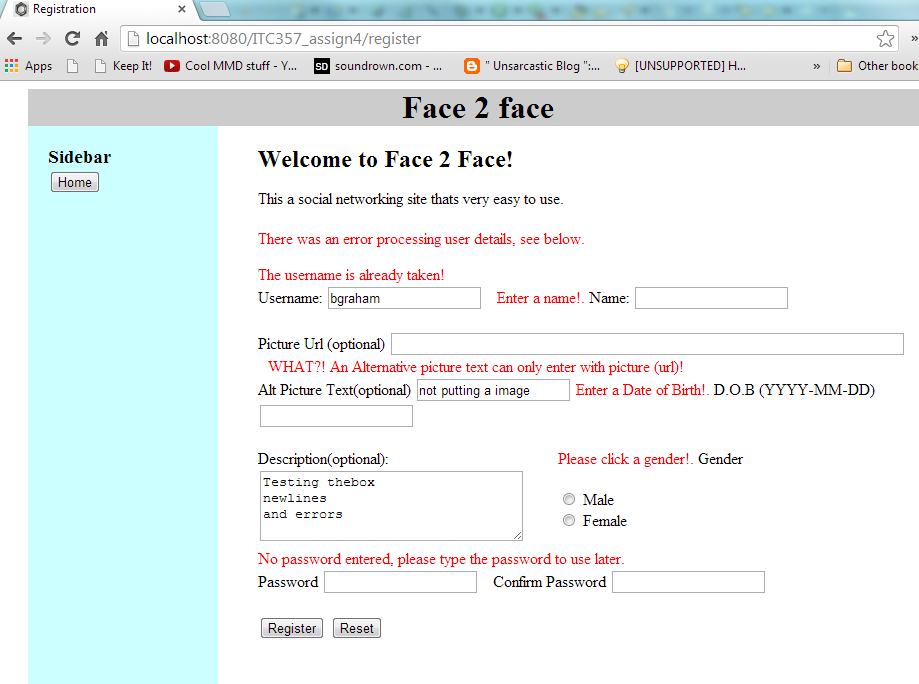 Registration
localhost:8080/ITC357_assign4/register
Apps Keep It! Cool MMD stuff - Y... SD soundrown.com - ... " Unsarcastic Blog ":... [UNSUPPORTED] H... » Other book
Face 2 face
Sidebar
Home
Welcome to Face 2 Face!
This a social networking site thats very easy to use.
There was an error processing user details, see below.
The username is already taken!
Username: bgraham Enter a name!. Name:
Picture Url (optional)
WHAT?! An Alternative picture text can only enter with picture (url)!
Alt Picture Text(optional) not putting a image Enter a Date of Birth!. D.O.B (YYYY-MM-DD)
Description(optional): Please click a gender!. Gender
Testing thebox
newlines
and errors
Male
Female
No password entered, please type the password to use later.
Password Confirm Password
Register Reset